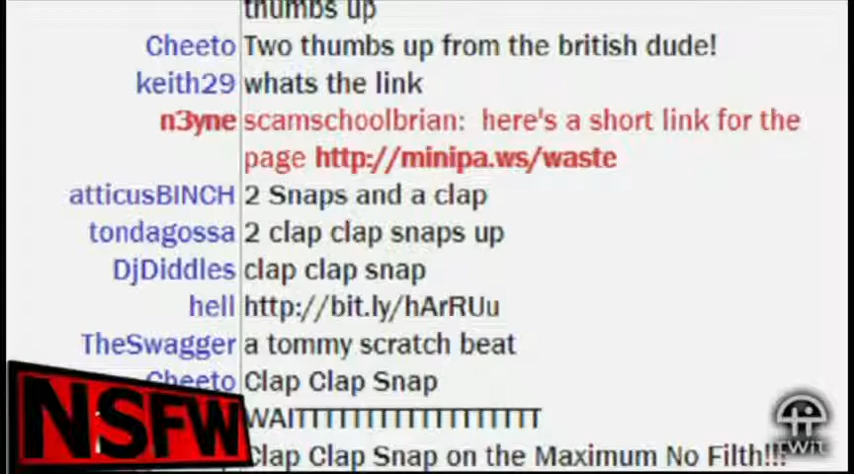 thumbs up
Cheeto Two thumbs up from the british dude!
keith29 whats the link
n3yne scamschoolbrian: here's a short link for the
page http://minipa.ws/waste
atticusBINCH 2 Snaps and a clap
tondagossa 2 clap clap snaps up
DjDiddles clap clap snap
hell http://bit.ly/hArRUu
TheSwagger a tommy scratch beat
Cheeto Clap Clap Snap
WAITTTTTTTTTTTTTTTTTTT
Clap Clap Snap on the Maximum No Filth!!!
NSFW
TWiT